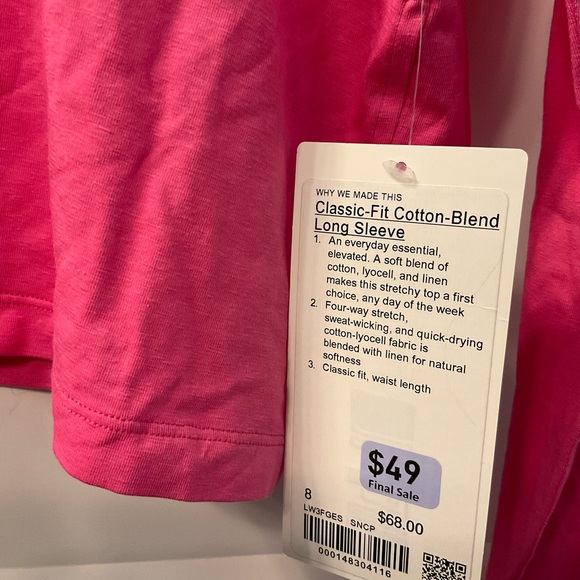 WHY WE MADE THIS
Classic-Fit Cotton-Blend
Long Sleeve
1. An everyday essential,
elevated. A soft blend of
cotton, lyocell, and linen
makes this stretchy top a first
choice, any day of the week
2. Four-way stretch,
sweat-wicking, and quick-drying
cotton-lyocell fabric is
blended with linen for natural
softness
3. Classic fit, waist length
$49
Final Sale
8
$68.00
LW3FGES SNCP
000148304116